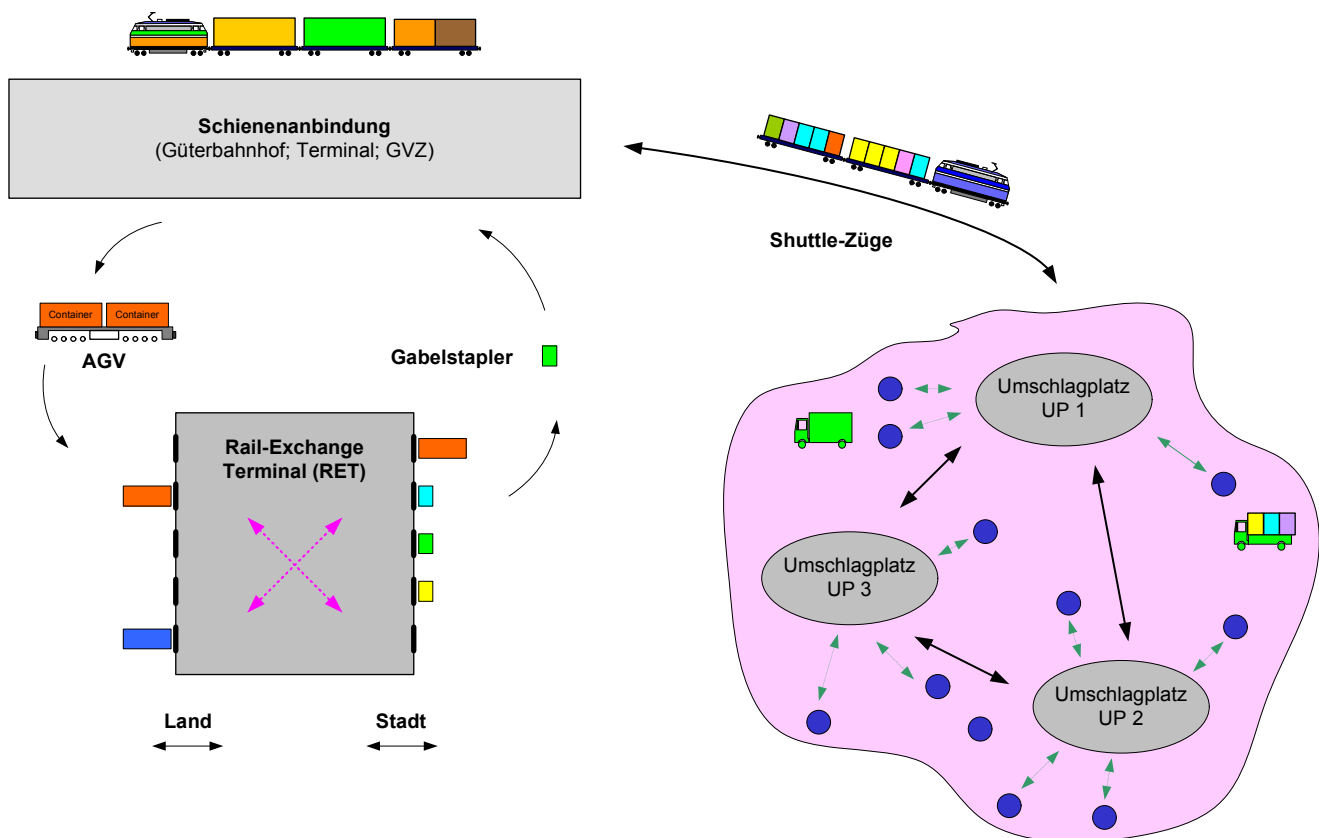 Schienenanbindung
(Güterbahnhof; Terminal; GVZ)
Shuttle-Züge
Container
Container
AGV
Gabelstapler
Rail-Exchange
Terminal (RET)
Land
Stadt
Umschlagplatz
UP 1
Umschlagplatz
UP 3
Umschlagplatz
UP 2